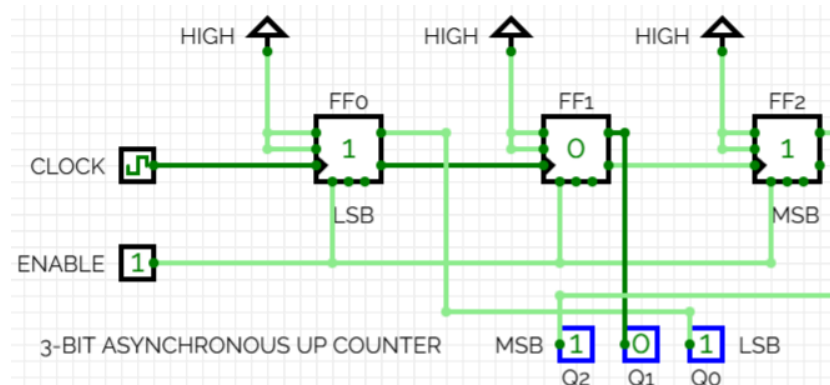 HIGH HIGH HIGH
FF0 FF1 FF2
1 0 1
CLOCK
LSB MSB
ENABLE 1
3-BIT ASYNCHRONOUS UP COUNTER MSB 1 0 1 LSB
Q2 Q1 Q0